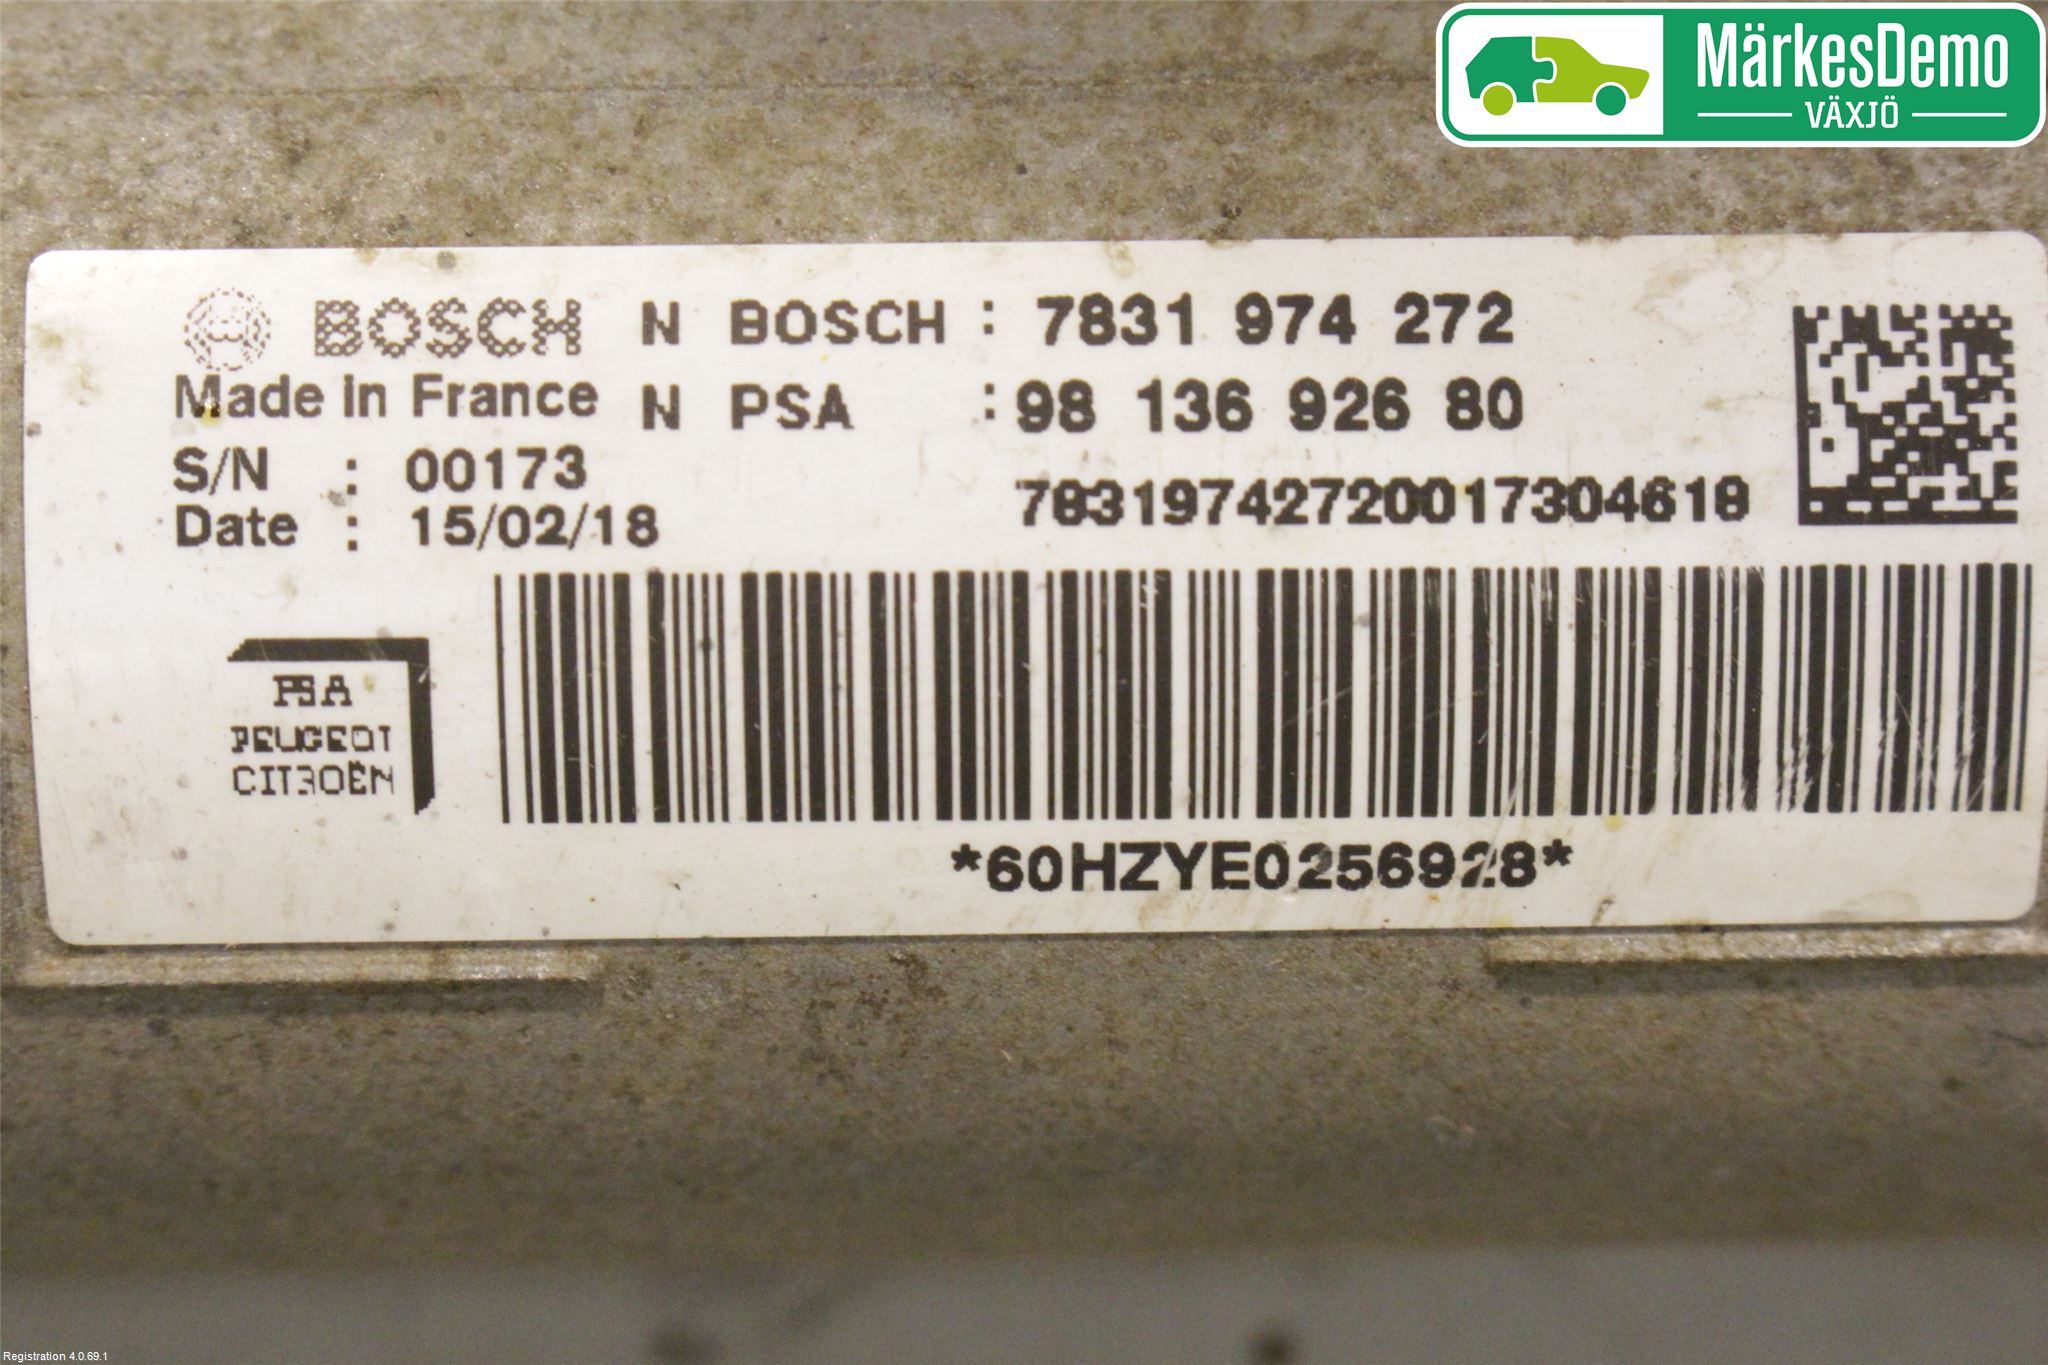 MärkesDemo
VÄXJÖ
BOSCH N BOSCH : 7831 974 272
Made in France N PSA : 98 136 926 80
S/N : 00173
78319742720017304618
Date : 15/02/18
PSA
PEUGEOT
CITROËN
*60HZYE0256928*
Registration 4.0.69.1